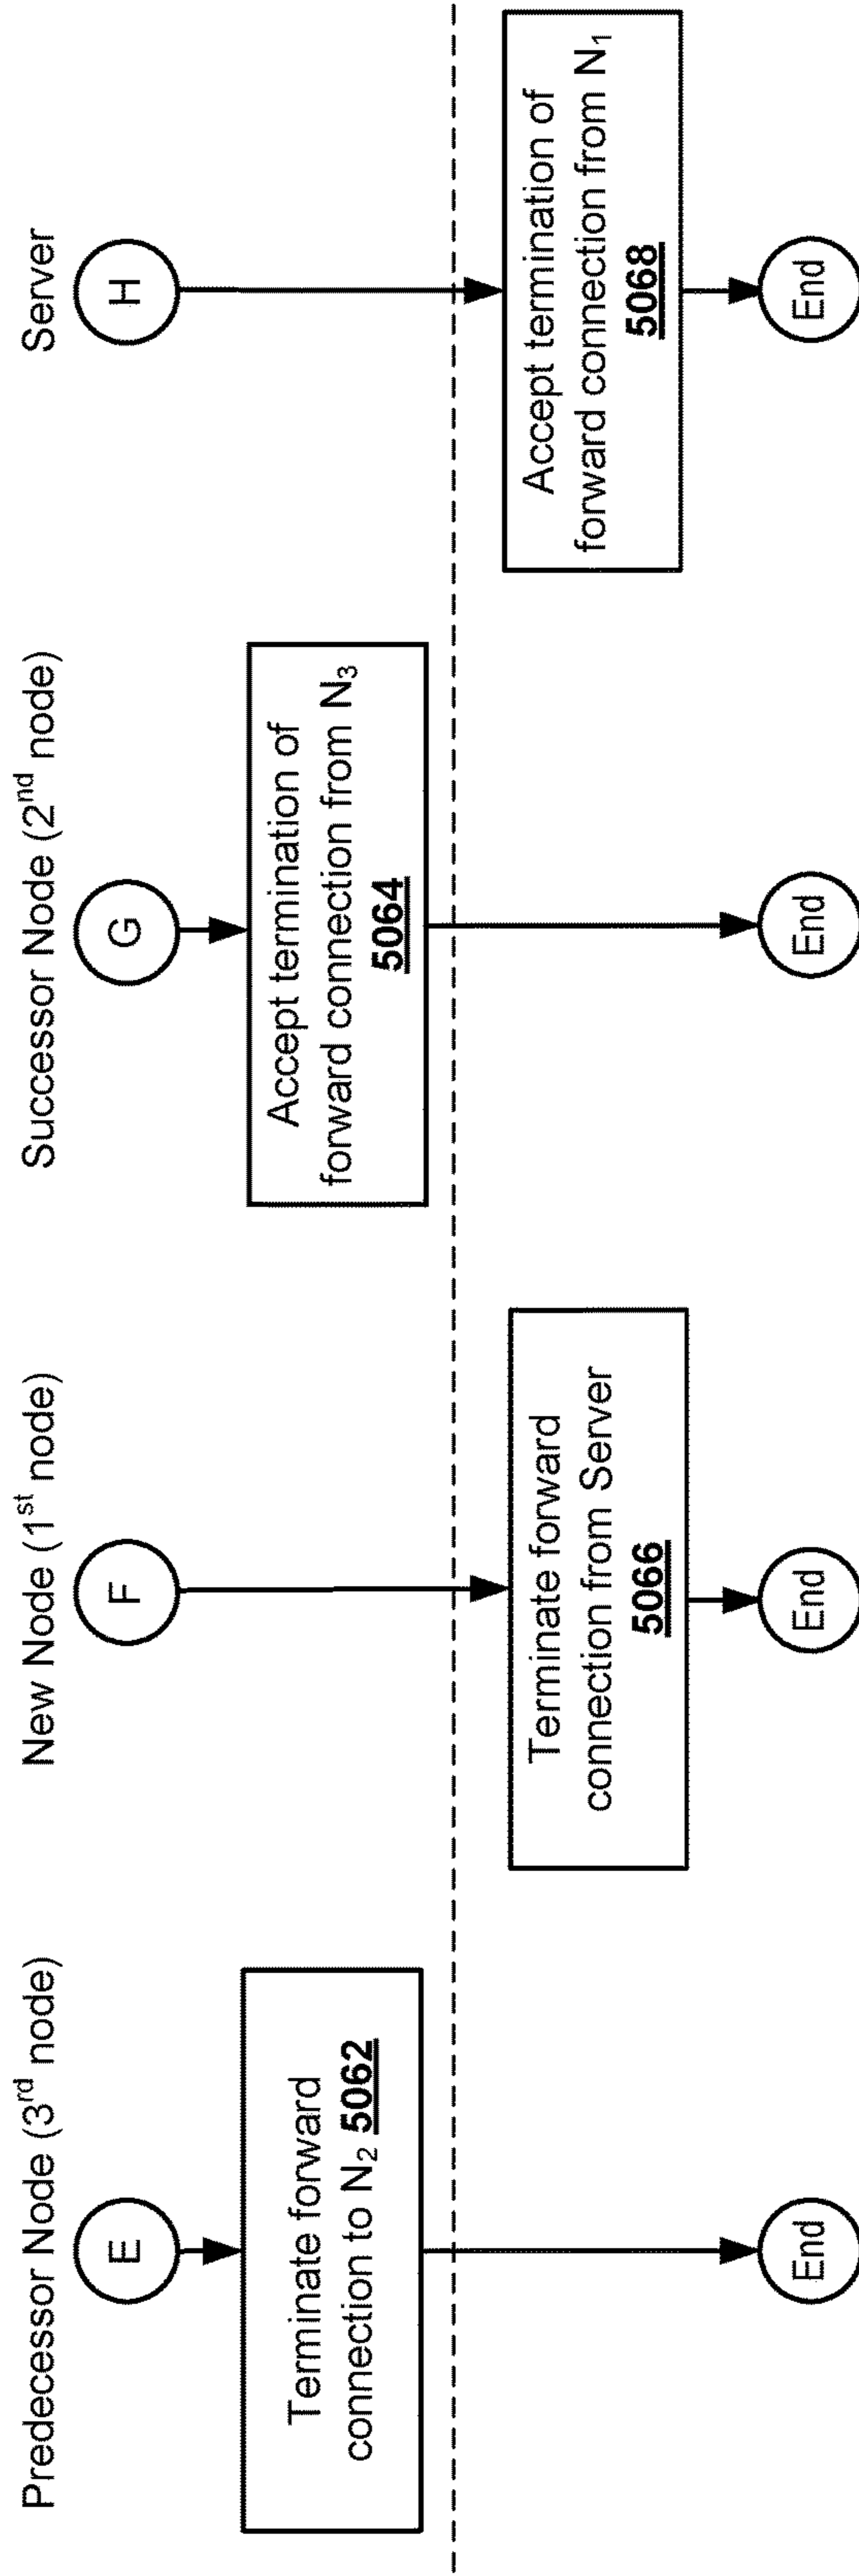 Predecessor Node (3rd node)
New Node (1st node)
Successor Node (2nd node)
Server
E
F
G
H
Terminate forward
connection to N₂ 5062
Accept termination of
forward connection from N₃
5064
Terminate forward
connection from Server
5066
Accept termination of
forward connection from N₁
5068
End
End
End
End